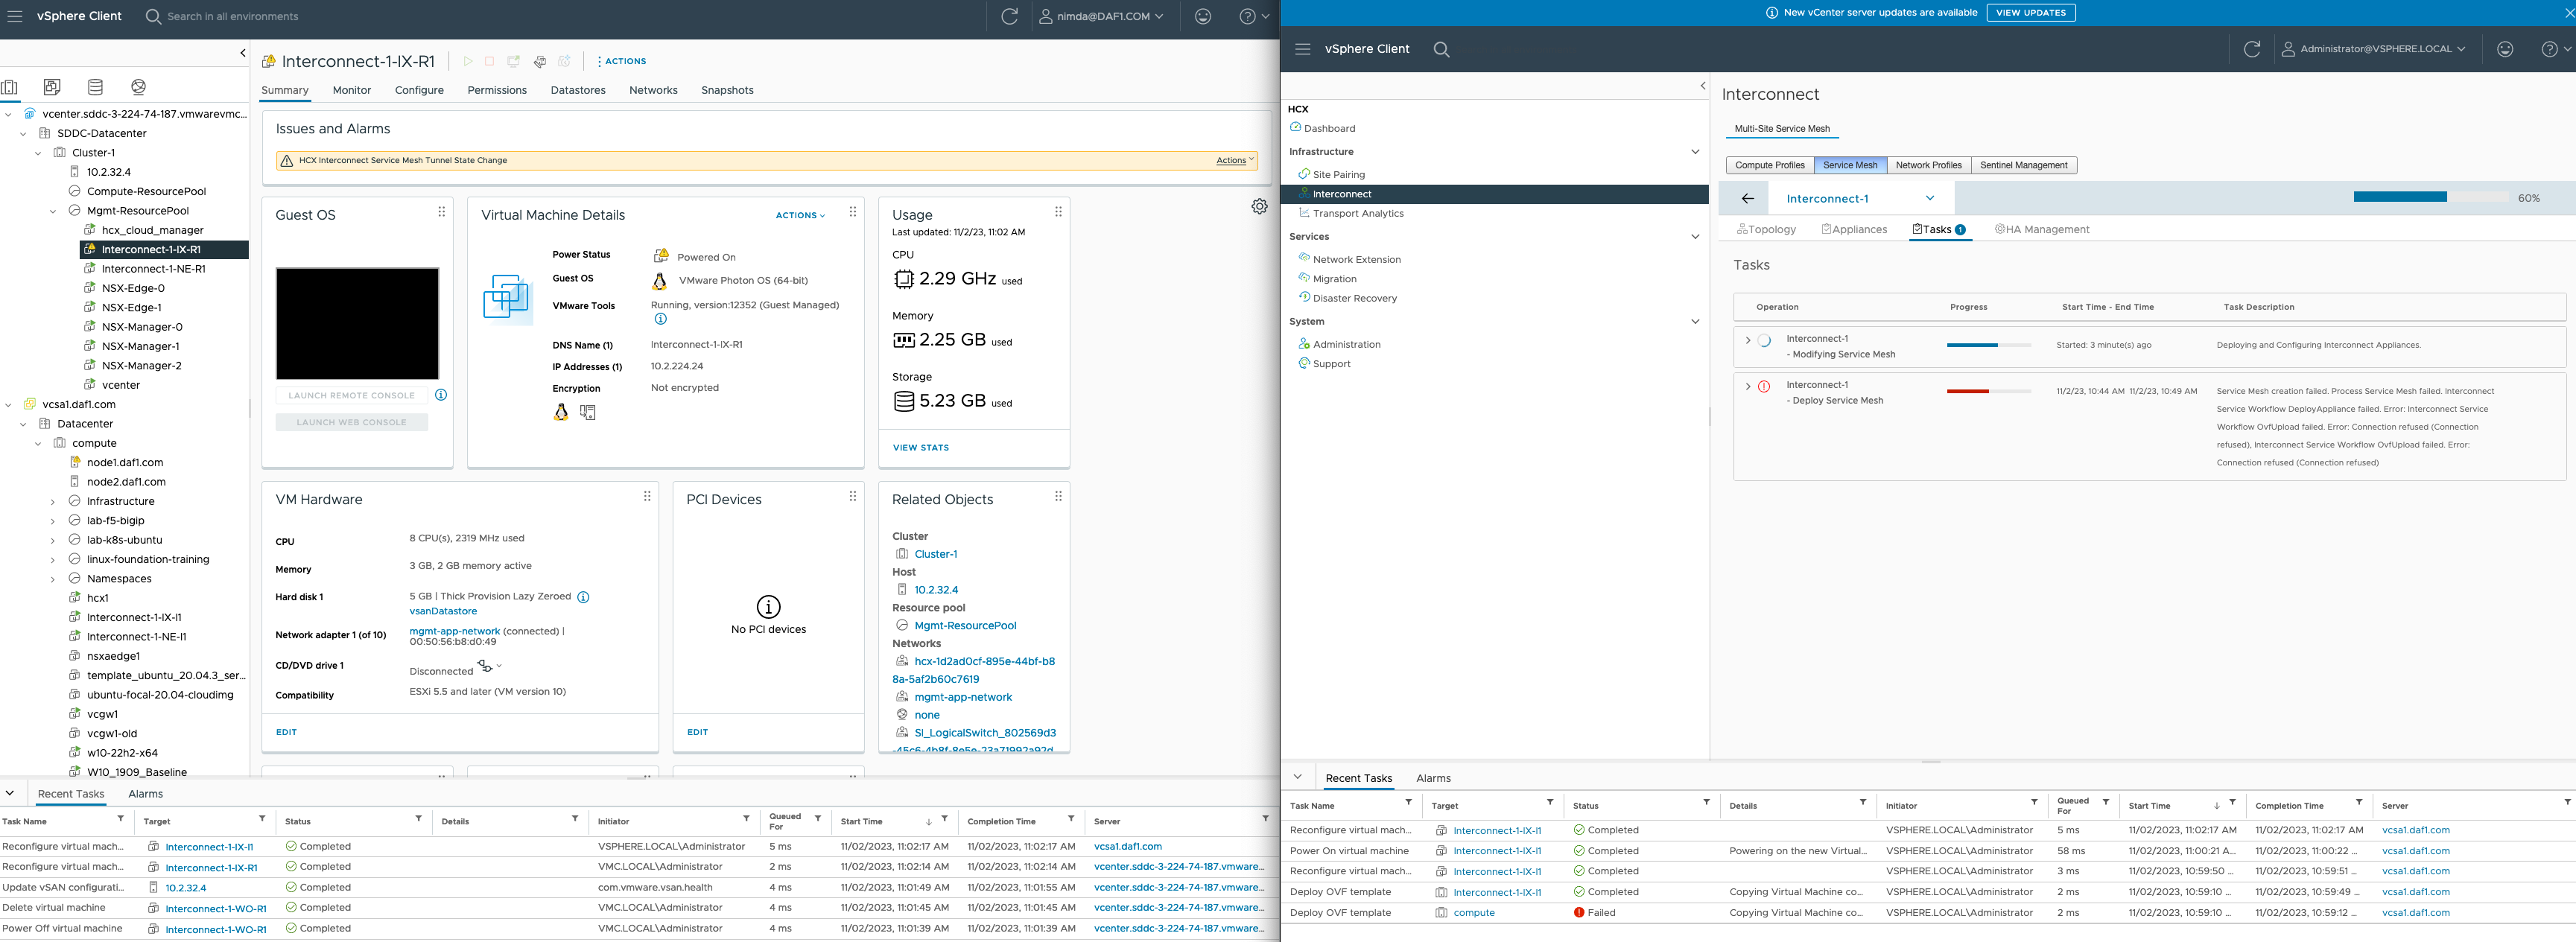 vSphere Client
Search in all environments
nimda@DAF1.COM
vcenter.sddc-3-224-74-187.vmwarevmc...
SDDC-Datacenter
Cluster-1
10.2.32.4
Compute-ResourcePool
Mgmt-ResourcePool
hcx_cloud_manager
Interconnect-1-IX-R1
Interconnect-1-NE-R1
NSX-Edge-0
NSX-Edge-1
NSX-Manager-0
NSX-Manager-1
NSX-Manager-2
vcenter
vcsa1.daf1.com
Datacenter
compute
node1.daf1.com
node2.daf1.com
Infrastructure
lab-f5-bigip
lab-k8s-ubuntu
linux-foundation-training
Namespaces
hcx1
Interconnect-1-IX-I1
Interconnect-1-NE-I1
nsxaedge1
template_ubuntu_20.04.3_ser...
ubuntu-focal-20.04-cloudimg
vcgw1
vcgw1-old
w10-22h2-x64
W10_1909_Baseline
Interconnect-1-IX-R1
ACTIONS
Summary Monitor Configure Permissions Datastores Networks Snapshots
Issues and Alarms
HCX Interconnect Service Mesh Tunnel State Change
Actions
Guest OS
LAUNCH REMOTE CONSOLE
LAUNCH WEB CONSOLE
Virtual Machine Details
ACTIONS
Power Status Powered On
Guest OS VMware Photon OS (64-bit)
VMware Tools Running, version:12352 (Guest Managed)
DNS Name (1) Interconnect-1-IX-R1
IP Addresses (1) 10.2.224.24
Encryption Not encrypted
Usage
Last updated: 11/2/23, 11:02 AM
CPU
2.29 GHz used
Memory
2.25 GB used
Storage
5.23 GB used
VIEW STATS
VM Hardware
CPU 8 CPU(s), 2319 MHz used
Memory 3 GB, 2 GB memory active
Hard disk 1 5 GB | Thick Provision Lazy Zeroed
vsanDatastore
Network adapter 1 (of 10) mgmt-app-network (connected) |
00:50:56:b8:d0:49
CD/DVD drive 1 Disconnected
Compatibility ESXi 5.5 and later (VM version 10)
EDIT
PCI Devices
No PCI devices
EDIT
Related Objects
Cluster
Cluster-1
Host
10.2.32.4
Resource pool
Mgmt-ResourcePool
Networks
hcx-1d2ad0cf-895e-44bf-b8
8a-5af2b60c7619
mgmt-app-network
none
SI_LogicalSwitch_802569d3
-45c6-4b8f-8e5e-23a71992a92d
Recent Tasks Alarms
Task Name Target Status Details Initiator Queued For Start Time Completion Time Server
Reconfigure virtual mach... Interconnect-1-IX-I1 Completed VSPHERE.LOCAL\Administrator 5 ms 11/02/2023, 11:02:17 AM 11/02/2023, 11:02:17 AM vcsa1.daf1.com
Reconfigure virtual mach... Interconnect-1-IX-R1 Completed VMC.LOCAL\Administrator 2 ms 11/02/2023, 11:02:14 AM 11/02/2023, 11:02:14 AM vcenter.sddc-3-224-74-187.vmware...
Update vSAN configurati... 10.2.32.4 Completed com.vmware.vsan.health 4 ms 11/02/2023, 11:01:49 AM 11/02/2023, 11:01:55 AM vcenter.sddc-3-224-74-187.vmware...
Delete virtual machine Interconnect-1-WO-R1 Completed VMC.LOCAL\Administrator 4 ms 11/02/2023, 11:01:45 AM 11/02/2023, 11:01:45 AM vcenter.sddc-3-224-74-187.vmware...
Power Off virtual machine Interconnect-1-WO-R1 Completed VMC.LOCAL\Administrator 4 ms 11/02/2023, 11:01:39 AM 11/02/2023, 11:01:39 AM vcenter.sddc-3-224-74-187.vmware...
New vCenter server updates are available VIEW UPDATES
vSphere Client
Administrator@VSPHERE.LOCAL
HCX
Dashboard
Infrastructure
Site Pairing
Interconnect
Transport Analytics
Services
Network Extension
Migration
Disaster Recovery
System
Administration
Support
Interconnect
Multi-Site Service Mesh
Compute Profiles Service Mesh Network Profiles Sentinel Management
Interconnect-1
60%
Topology Appliances Tasks 1 HA Management
Tasks
Operation Progress Start Time - End Time Task Description
Interconnect-1
- Modifying Service Mesh
Started: 3 minute(s) ago
Deploying and Configuring Interconnect Appliances.
Interconnect-1
- Deploy Service Mesh
11/2/23, 10:44 AM 11/2/23, 10:49 AM
Service Mesh creation failed. Process Service Mesh failed. Interconnect
Service Workflow DeployAppliance failed. Error: Interconnect Service
Workflow OvfUpload failed. Error: Connection refused (Connection
refused), Interconnect Service Workflow OvfUpload failed. Error:
Connection refused (Connection refused)
Recent Tasks Alarms
Task Name Target Status Details Initiator Queued For Start Time Completion Time Server
Reconfigure virtual mach... Interconnect-1-IX-I1 Completed VSPHERE.LOCAL\Administrator 5 ms 11/02/2023, 11:02:17 AM 11/02/2023, 11:02:17 AM vcsa1.daf1.com
Power On virtual machine Interconnect-1-IX-I1 Completed Powering on the new Virtual... VSPHERE.LOCAL\Administrator 58 ms 11/02/2023, 11:00:21 A... 11/02/2023, 11:00:22 ... vcsa1.daf1.com
Reconfigure virtual mach... Interconnect-1-IX-I1 Completed VSPHERE.LOCAL\Administrator 3 ms 11/02/2023, 10:59:50 ... 11/02/2023, 10:59:51 ... vcsa1.daf1.com
Deploy OVF template Interconnect-1-IX-I1 Completed Copying Virtual Machine co... VSPHERE.LOCAL\Administrator 2 ms 11/02/2023, 10:59:10 ... 11/02/2023, 10:59:49 ... vcsa1.daf1.com
Deploy OVF template compute Failed Copying Virtual Machine co... VSPHERE.LOCAL\Administrator 2 ms 11/02/2023, 10:59:10 ... 11/02/2023, 10:59:12 ... vcsa1.daf1.com